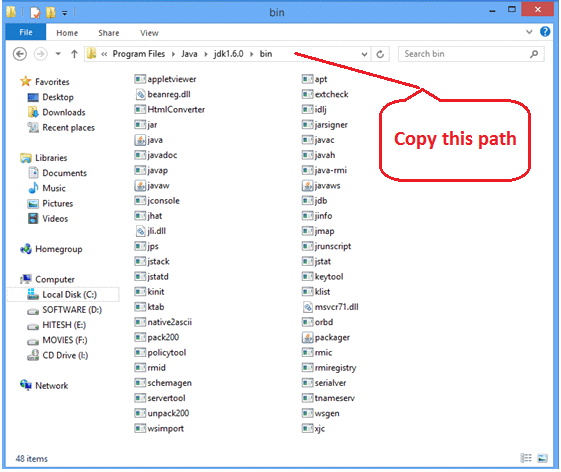 bin
File Home Share View
« Program Files Java jdk1.6.0 bin
Search bin
Favorites
Desktop
Downloads
Recent places
Libraries
Documents
Music
Pictures
Videos
Homegroup
Computer
Local Disk (C:)
SOFTWARE (D:)
HITESH (E:)
MOVIES (F:)
CD Drive (I:)
Network
appletviewer
beanreg.dll
HtmlConverter
jar
java
javadoc
javap
javaw
jconsole
jhat
jli.dll
jps
jstack
jstatd
kinit
ktab
native2ascii
pack200
policytool
rmid
schemagen
servertool
unpack200
wsimport
apt
extcheck
idlj
jarsigner
javac
javah
java-rmi
javaws
jdb
jinfo
jmap
jrunscript
jstat
keytool
klist
msvcr71.dll
orbd
packager
rmic
rmiregistry
serialver
tnameserv
wsgen
xjc
Copy this path
48 items